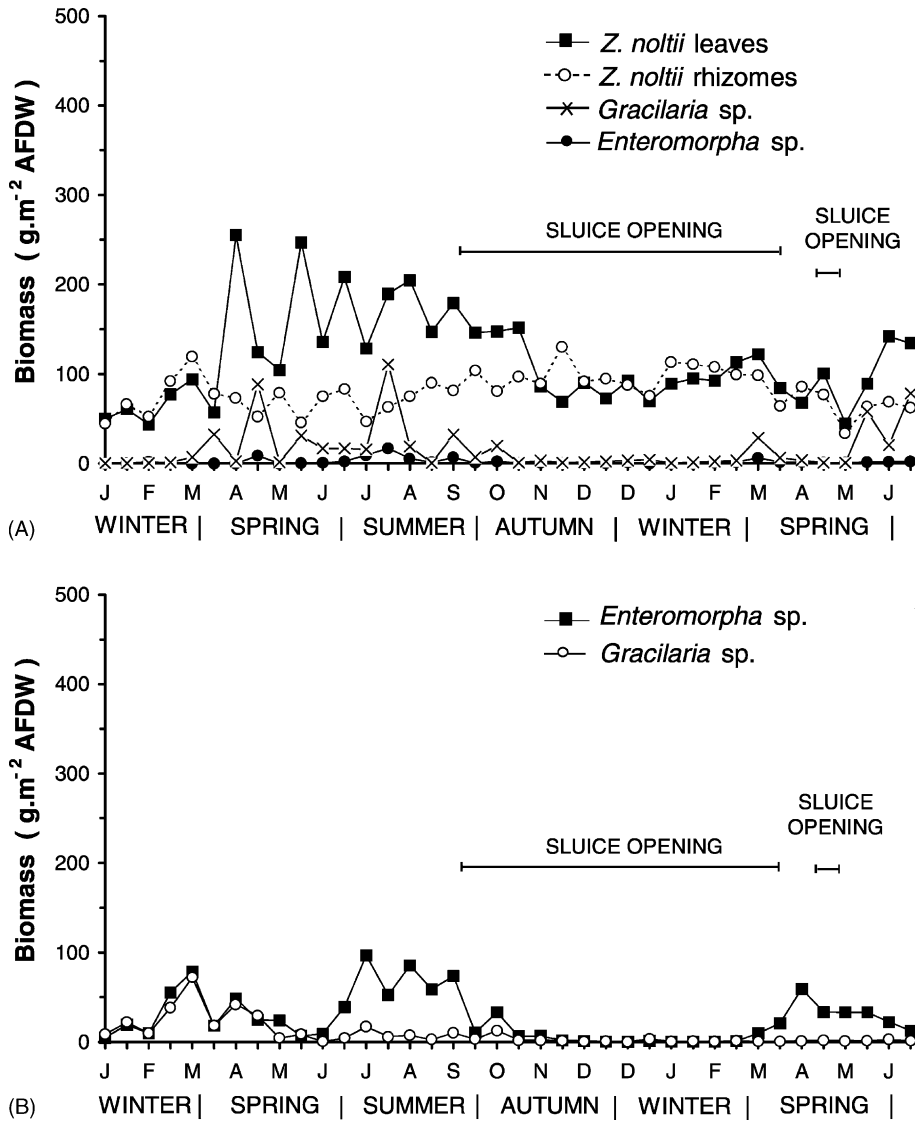 500
400
300
200
100
0
Biomass ( g.m⁻² AFDW)
Z. noltii leaves
Z. noltii rhizomes
Gracilaria sp.
Enteromorpha sp.
SLUICE OPENING
SLUICE
OPENING
J F M A M J J A S O N D D J F M A M J
(A) WINTER | SPRING | SUMMER | AUTUMN | WINTER | SPRING |
500
400
300
200
100
0
Biomass ( g.m⁻² AFDW)
Enteromorpha sp.
Gracilaria sp.
SLUICE OPENING
SLUICE
OPENING
J F M A M J J A S O N D D J F M A M J
(B) WINTER | SPRING | SUMMER | AUTUMN | WINTER | SPRING |